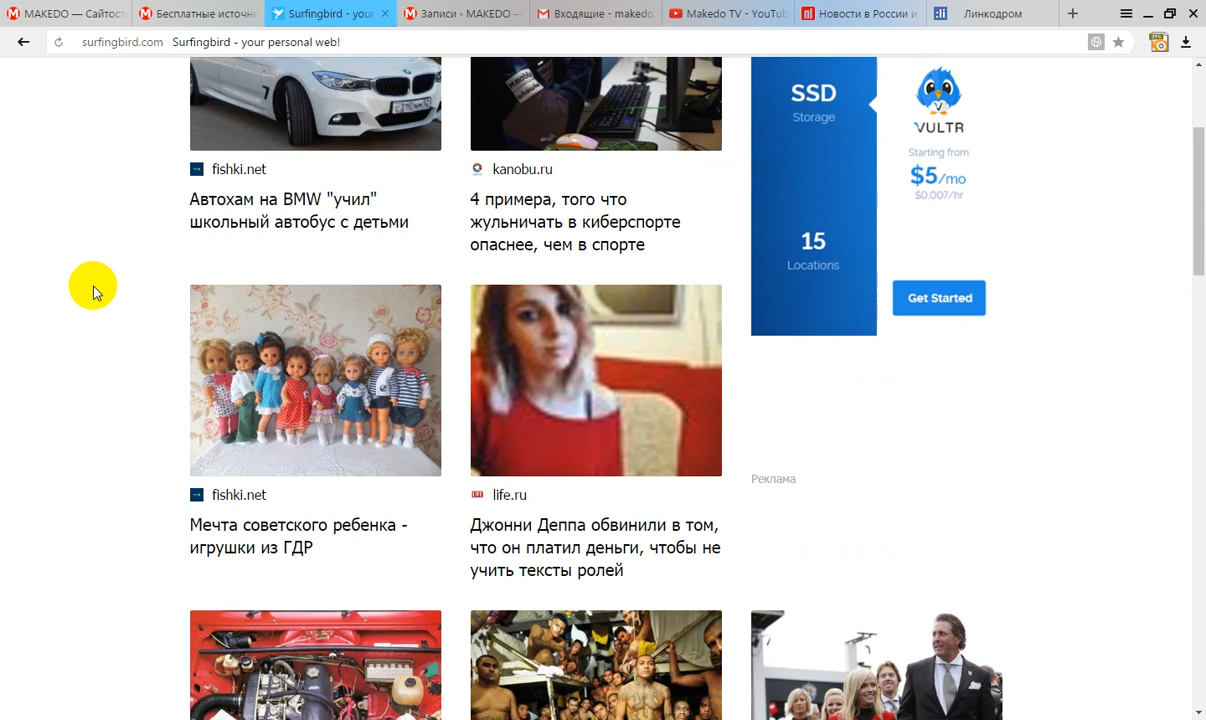 MAKEDO — Сайтост
Бесплатные источни
Surfingbird - your
Записи ‹ MAKEDO —
Входящие - makedo
Makedo TV - YouTub
Новости в России и
Линкодром
surfingbird.com Surfingbird - your personal web!
SSD
Storage
15
Locations
VULTR
Starting from
$5/mo
$0.007/hr
Get Started
fishki.net
Автохам на BMW "учил"
школьный автобус с детьми
kanobu.ru
4 примера, того что
жульничать в киберспорте
опаснее, чем в спорте
Реклама
fishki.net
Мечта советского ребенка -
игрушки из ГДР
LIFE
life.ru
Джонни Деппа обвинили в том,
что он платил деньги, чтобы не
учить тексты ролей